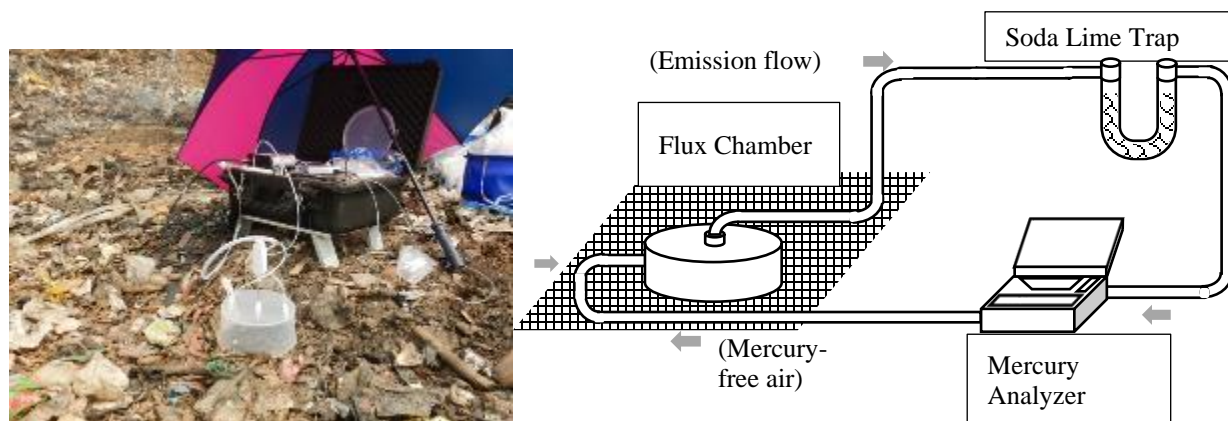 Soda Lime Trap
(Emission flow)
Flux Chamber
(Mercury-
free air)
Mercury
Analyzer